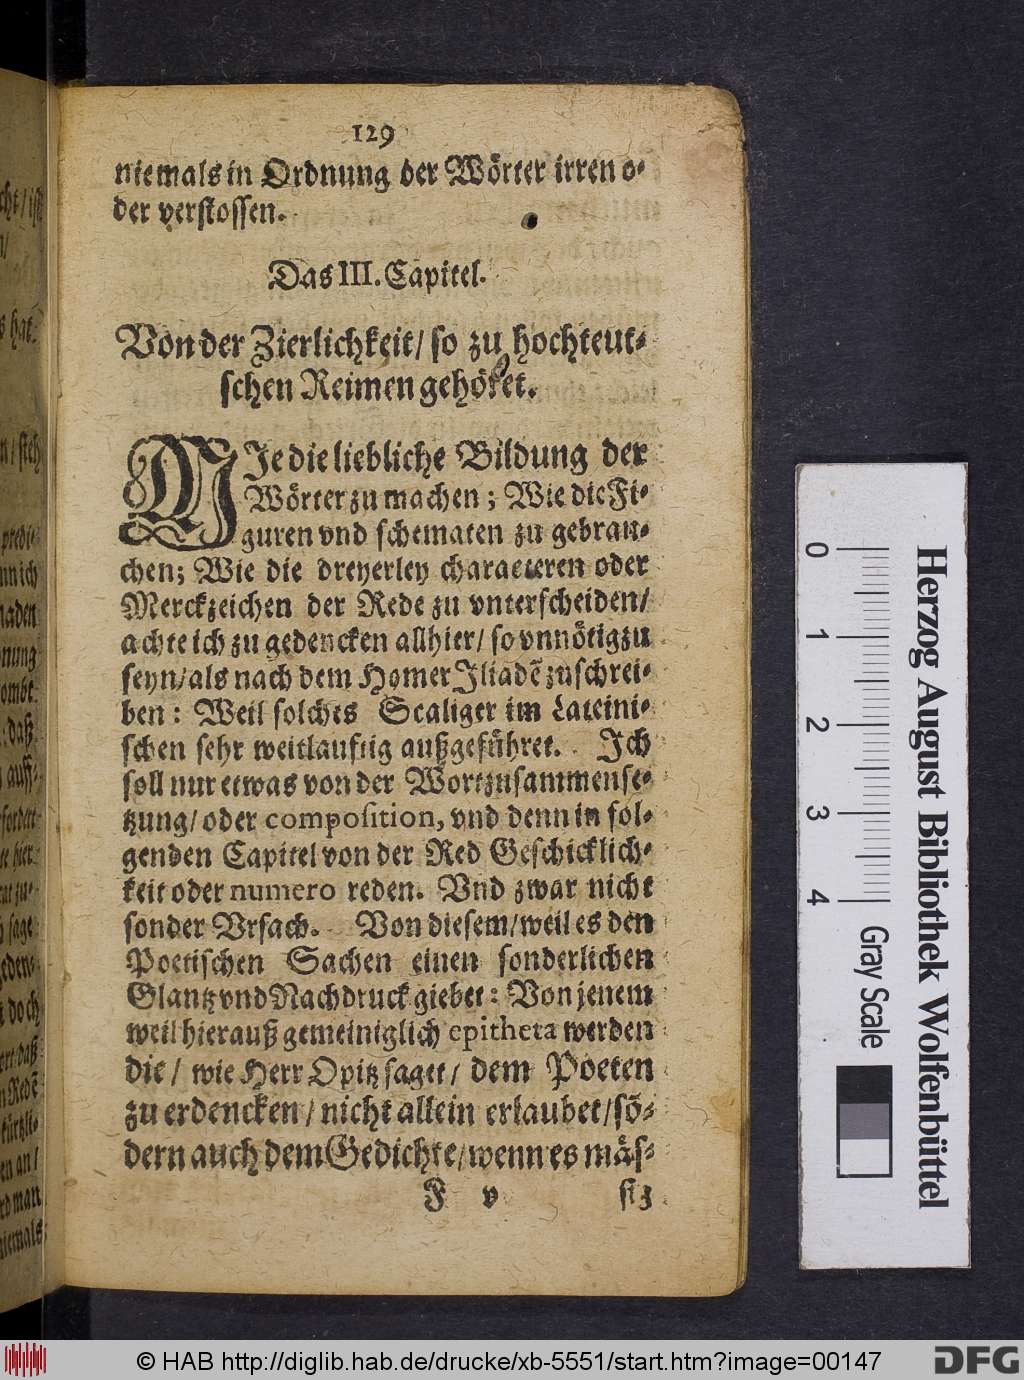 129
niemals in Ordnung der Wörter irren o-
der verstossen.
Das III. Capitel.
Von der Zierlichkeit/ so zu hochteut-
schen Reimen gehöret.
WIe die liebliche Bildung der
Wörter zu machen; Wie die Fi-
guren vnd schematen zu gebrau-
chen; Wie die dreyerley characteren oder
Merckzeichen der Rede zu vnterscheiden/
achte ich zu gedencken allhier/ so vnnötig zu
seyn/ als nach dem Homer Iliadẽ zuschrei-
ben: Weil solches Scaliger im Lateini-
schen sehr weitlauftig außgeführet. Ich
soll nur etwas von der Wortzusammense-
tzung/ oder composition, vnd denn in fol-
genden Capitel von der Red Geschicklich-
keit oder numero reden. Vnd zwar nicht
sonder Vrsach. Von diesem/ weil es den
Poetischen Sachen einen sonderlichen
Glantz vnd Nachdruck giebet: Von jenem
weil hierauß gemeiniglich epitheta werden
die/ wie Herr Opitz saget/ dem Poeten
zu erdencken/ nicht allein erlaubet/ sõ-
dern auch dem Gedichte/ wenn es mäs-
J v sig
0 1 2 3 4
Gray Scale
Herzog August Bibliothek Wolfenbüttel
© HAB http://diglib.hab.de/drucke/xb-5551/start.htm?image=00147
DFG